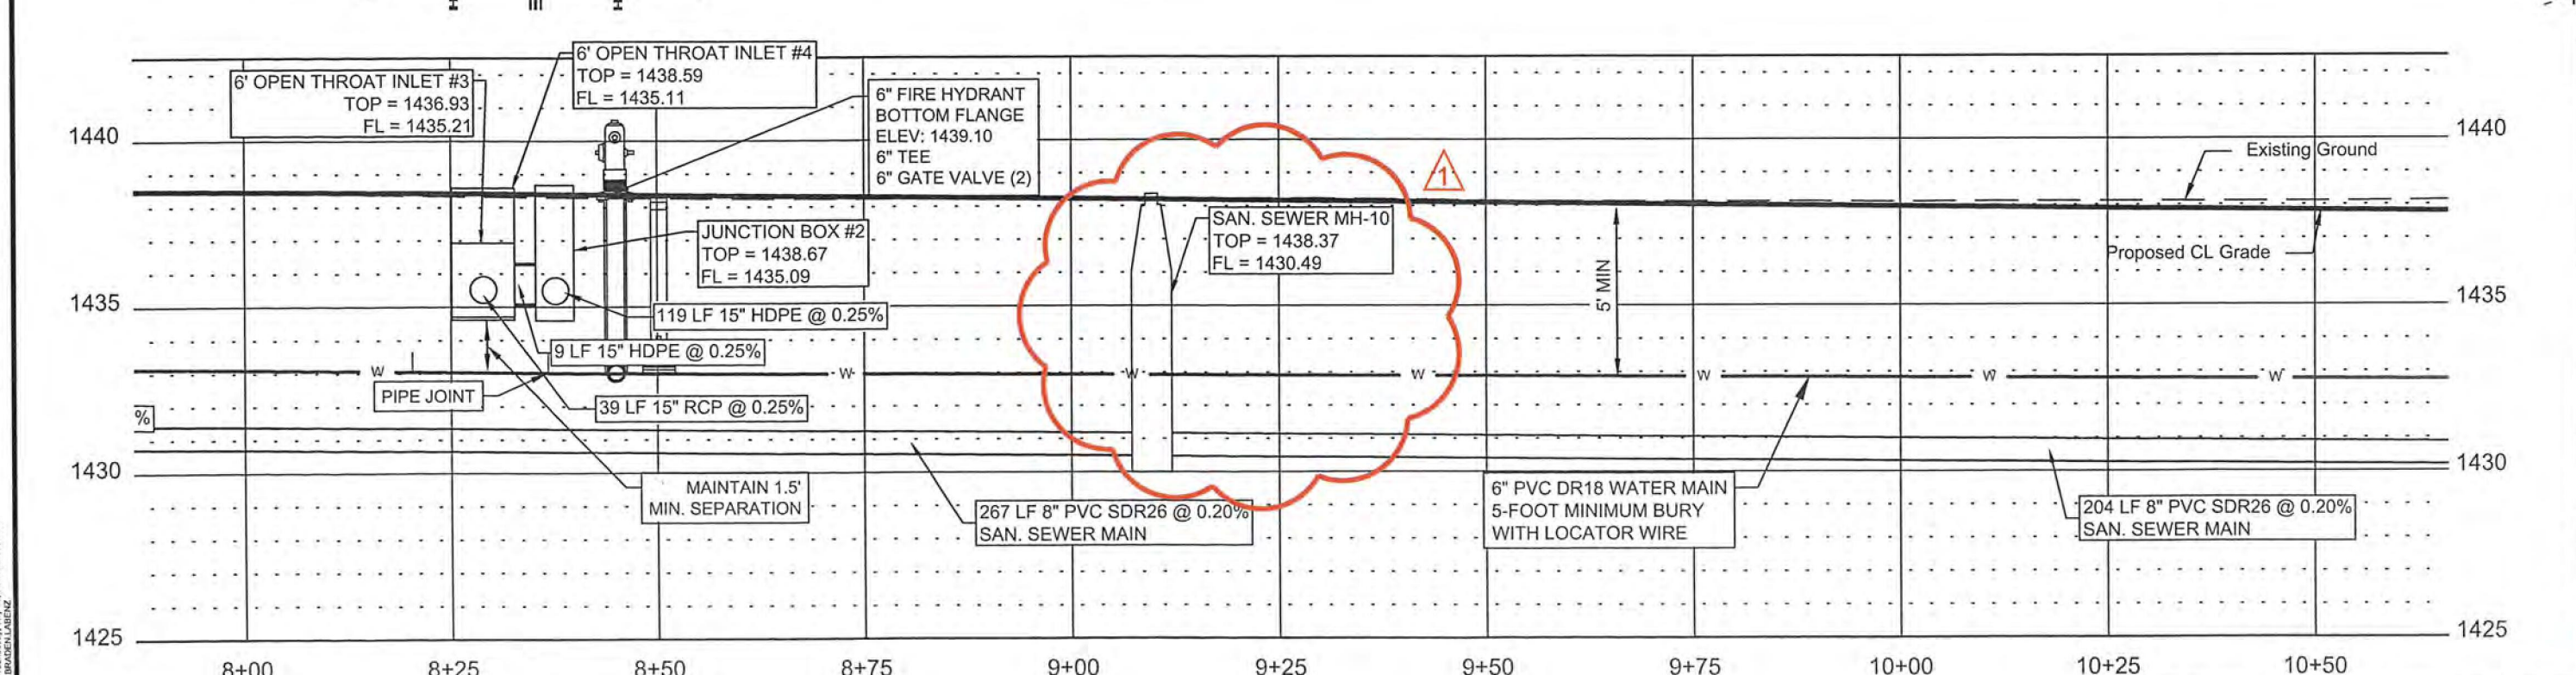 6' OPEN THROAT INLET #3
TOP = 1436.93
FL = 1435.21
6' OPEN THROAT INLET #4
TOP = 1438.59
FL = 1435.11
6" FIRE HYDRANT
BOTTOM FLANGE
ELEV: 1439.10
6" TEE
6" GATE VALVE (2)
1440
1440
1
Existing Ground
SAN. SEWER MH-10
TOP = 1438.37
FL = 1430.49
JUNCTION BOX #2
TOP = 1438.67
FL = 1435.09
Proposed CL Grade
5' MIN
1435
1435
119 LF 15" HDPE @ 0.25%
9 LF 15" HDPE @ 0.25%
W
W
W
W
W
W
W
PIPE JOINT
39 LF 15" RCP @ 0.25%
%
1430
1430
MAINTAIN 1.5'
MIN. SEPARATION
267 LF 8" PVC SDR26 @ 0.20%
SAN. SEWER MAIN
6" PVC DR18 WATER MAIN
5-FOOT MINIMUM BURY
WITH LOCATOR WIRE
204 LF 8" PVC SDR26 @ 0.20%
SAN. SEWER MAIN
1425
1425
BRADEN.LABENZ
8+00
8+25
8+50
8+75
9+00
9+25
9+50
9+75
10+00
10+25
10+50